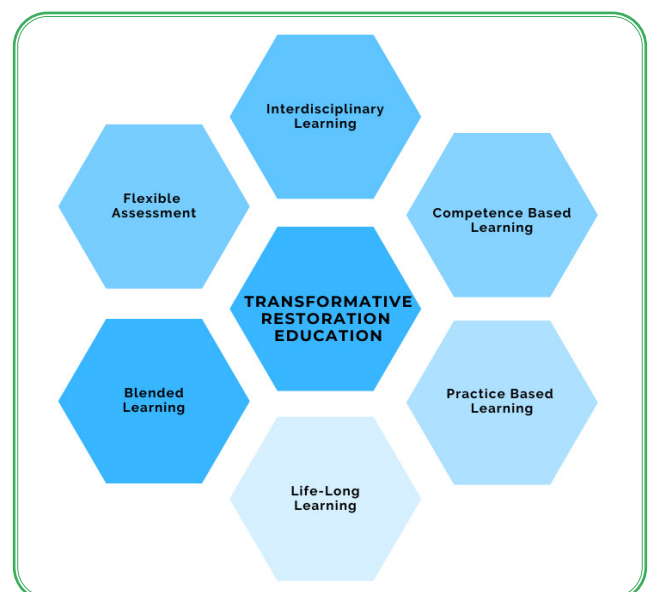 Interdisciplinary
Learning
Flexible
Assessment
Competence Based
Learning
TRANSFORMATIVE
RESTORATION
EDUCATION
Blended
Learning
Practice Based
Learning
Life-Long
Learning